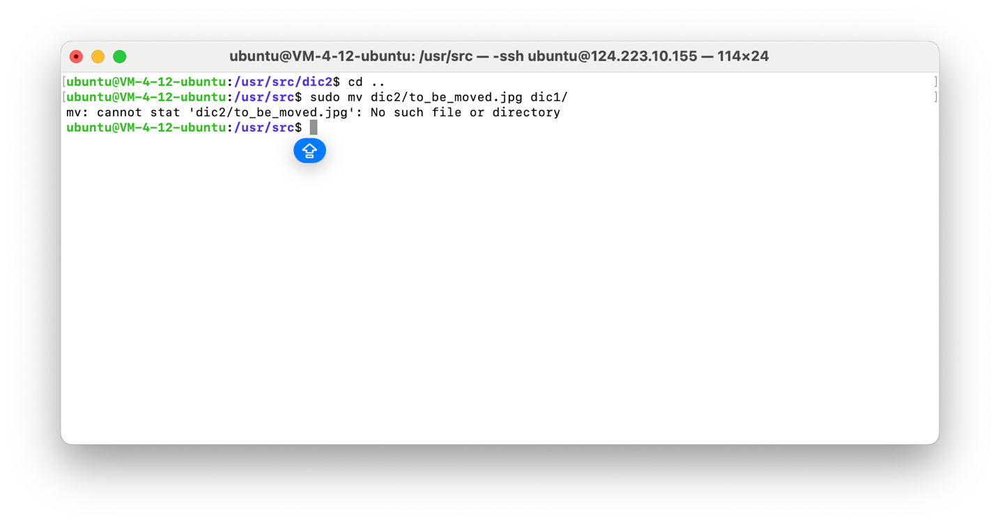 ubuntu@VM-4-12-ubuntu: /usr/src — -ssh ubuntu@124.223.10.155 — 114×24
[ubuntu@VM-4-12-ubuntu:/usr/src/dic2$ cd .. ]
[ubuntu@VM-4-12-ubuntu:/usr/src$ sudo mv dic2/to_be_moved.jpg dic1/ ]
mv: cannot stat 'dic2/to_be_moved.jpg': No such file or directory
ubuntu@VM-4-12-ubuntu:/usr/src$